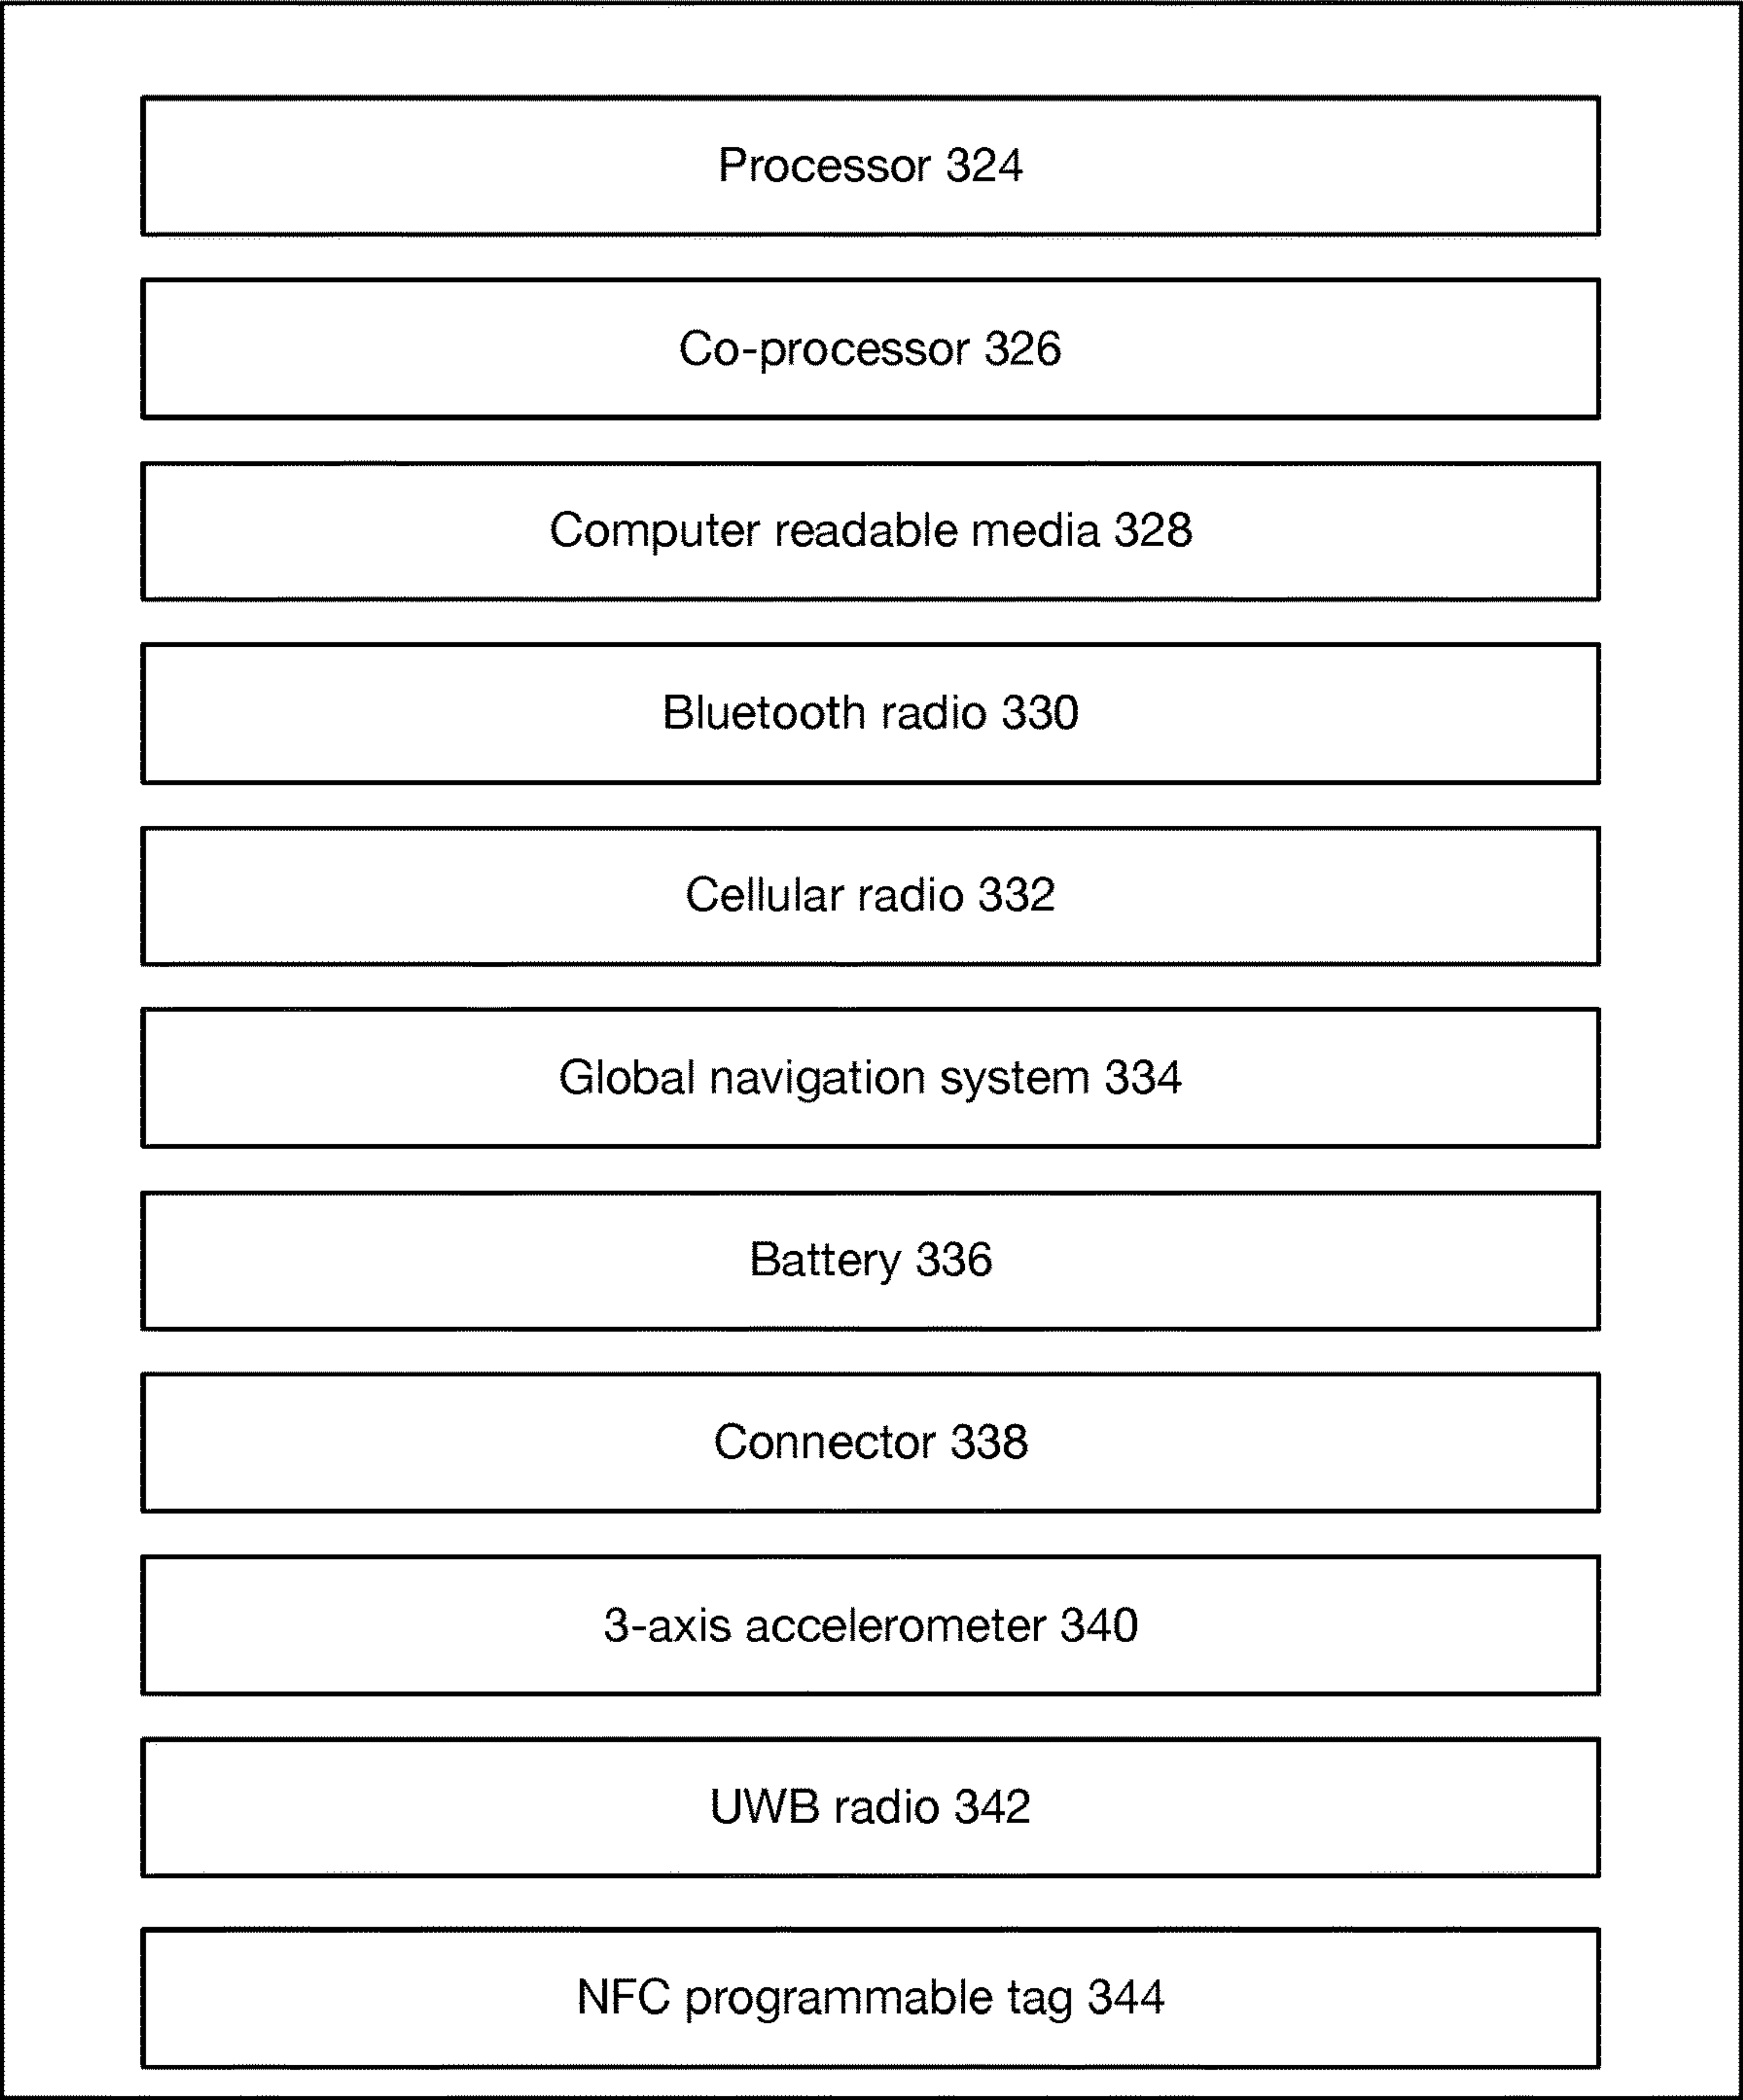 Processor 324
Co-processor 326
Computer readable media 328
Bluetooth radio 330
Cellular radio 332
Global navigation system 334
Battery 336
Connector 338
3-axis accelerometer 340
UWB radio 342
NFC programmable tag 344